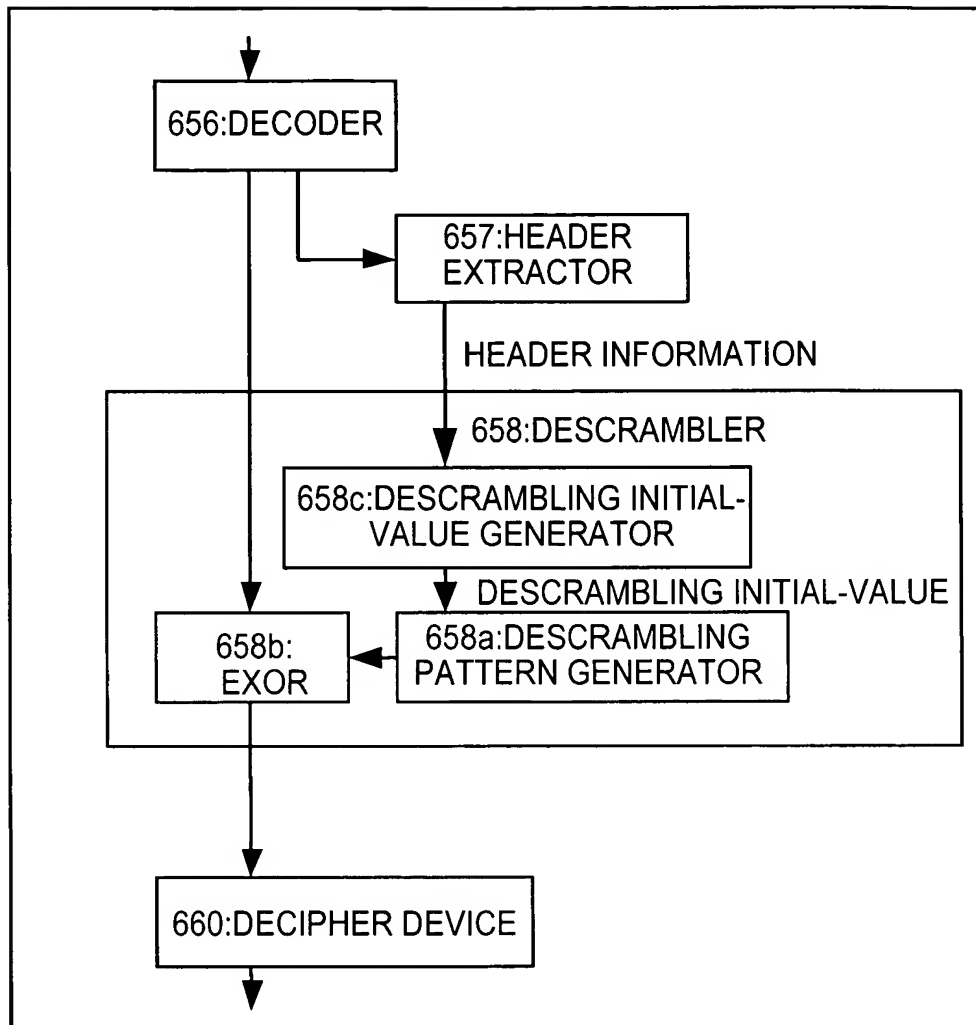 656:DECODER
657:HEADER
EXTRACTOR
HEADER INFORMATION
658:DESCRAMBLER
658c:DESCRAMBLING INITIAL-
VALUE GENERATOR
DESCRAMBLING INITIAL-VALUE
658b:
EXOR
658a:DESCRAMBLING
PATTERN GENERATOR
660:DECIPHER DEVICE